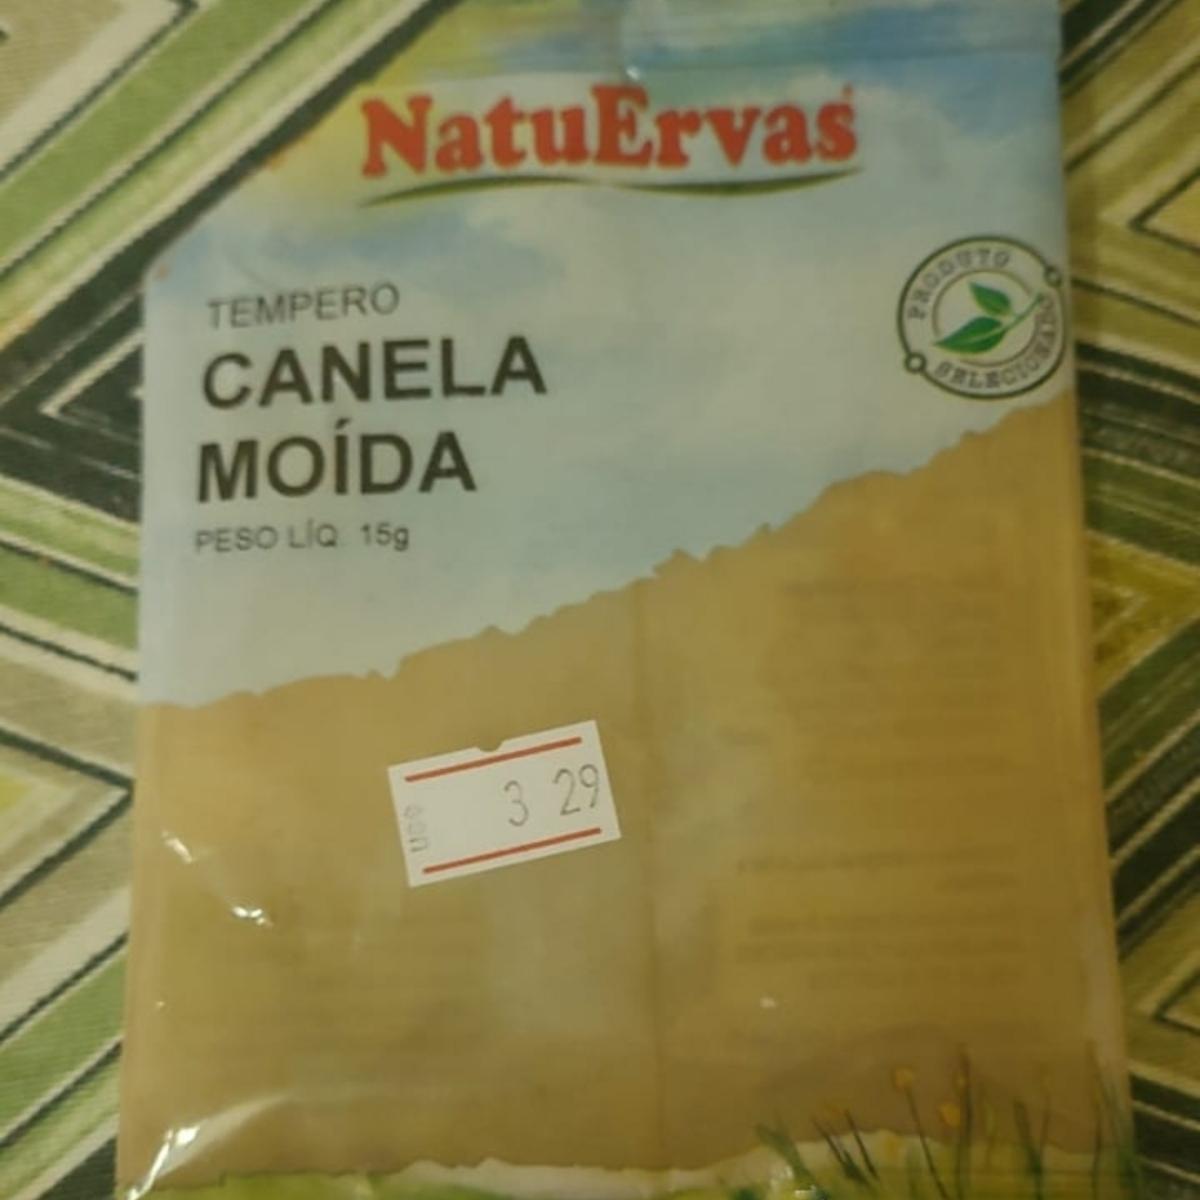 NatuErvas
TEMPERO
CANELA
MOÍDA
PESO LÍQ. 15g
PRODUTO
SELECIONADO
3 29